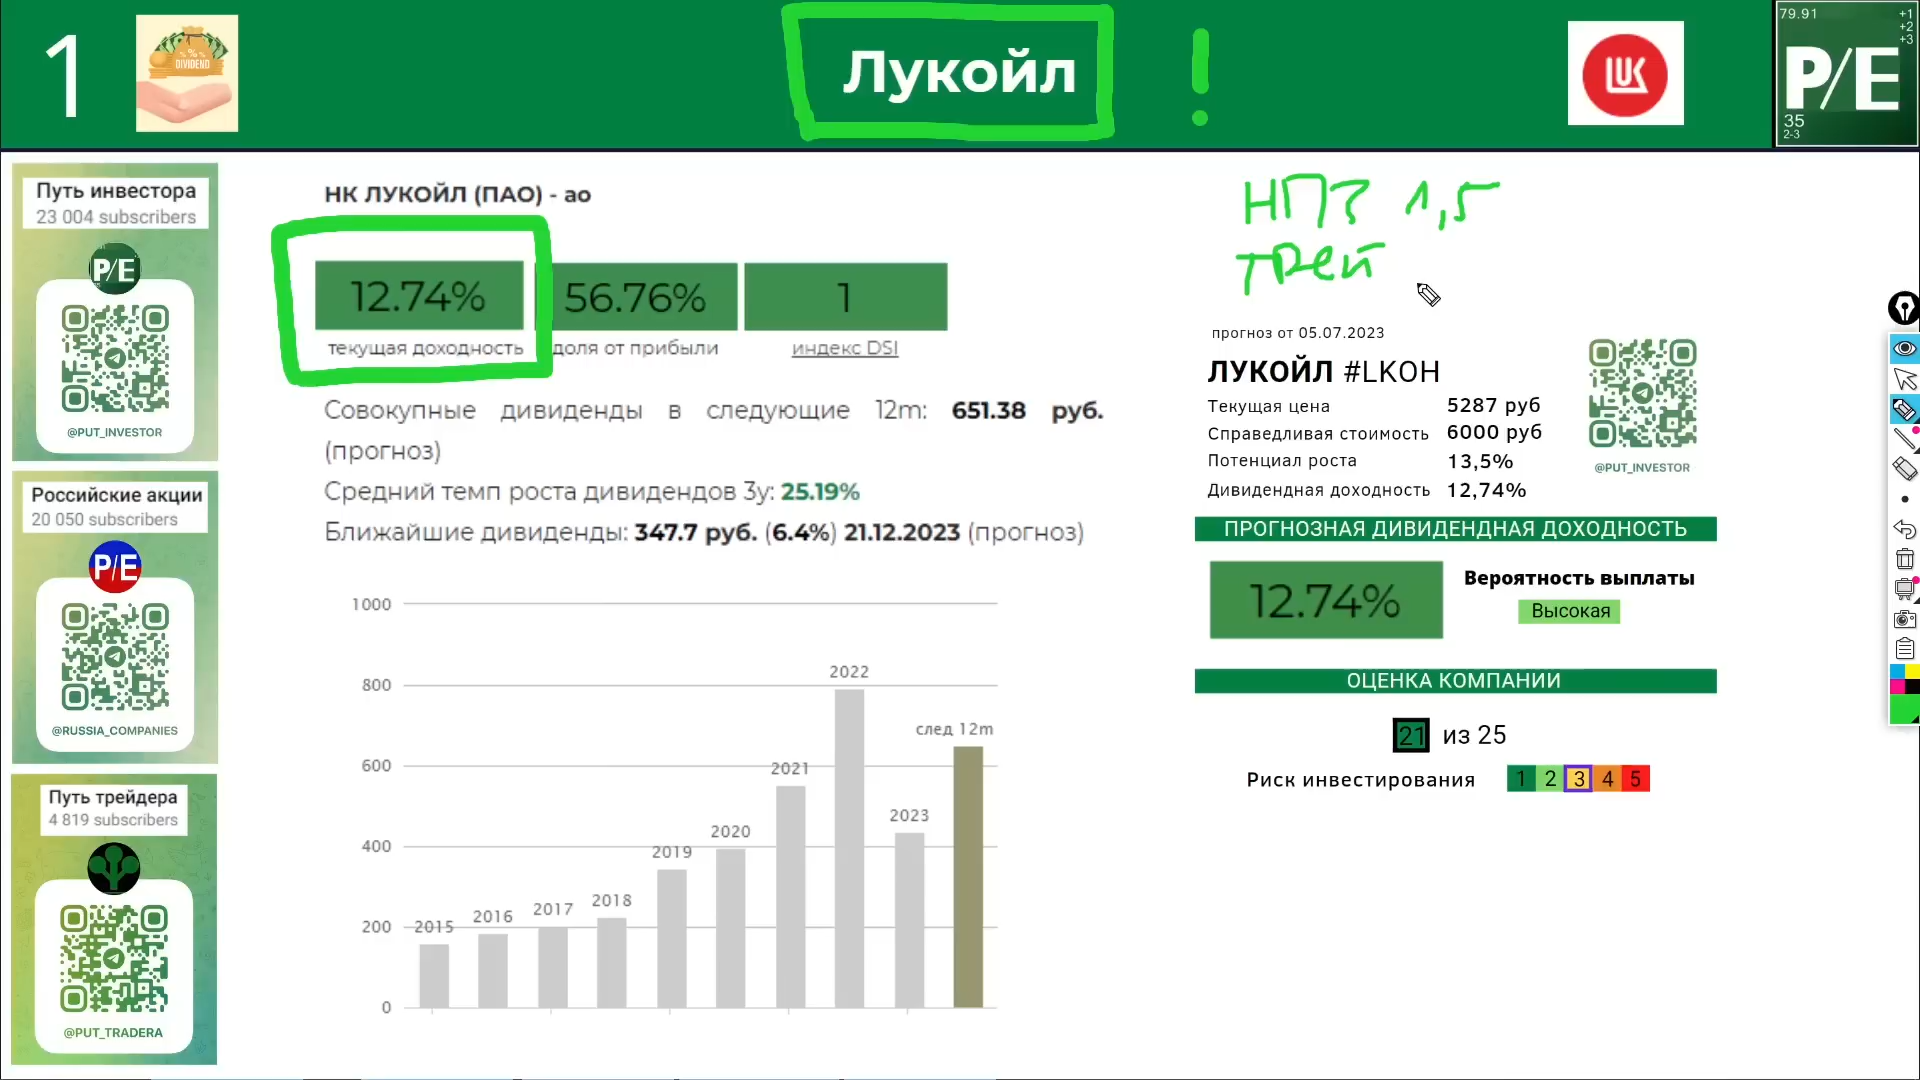 1
DIVIDEND
Лукойл !
LUK
79.91
+1
+2
+3
P/E
35
2-3
Путь инвестора
23 004 subscribers
P/E
@PUT_INVESTOR
Российские акции
20 050 subscribers
P/E
@RUSSIA_COMPANIES
Путь трейдера
4 819 subscribers
@PUT_TRADERA
НК ЛУКОЙЛ (ПАО) - ао
12.74% 56.76% 1
текущая доходность доля от прибыли индекс DSI
Совокупные дивиденды в следующие 12m: 651.38 руб.
(прогноз)
Средний темп роста дивидендов 3y: 25.19%
Ближайшие дивиденды: 347.7 руб. (6.4%) 21.12.2023 (прогноз)
1000
800
600
400
200
0
2015
2016
2017
2018
2019
2020
2021
2022
2023
след 12m
НПЗ 1,5
трей
прогноз от 05.07.2023
ЛУКОЙЛ #LKOH
Текущая цена 5287 руб
Справедливая стоимость 6000 руб
Потенциал роста 13,5%
Дивидендная доходность 12,74%
@PUT_INVESTOR
ПРОГНОЗНАЯ ДИВИДЕНДНАЯ ДОХОДНОСТЬ
12.74%
Вероятность выплаты
Высокая
ОЦЕНКА КОМПАНИИ
21 из 25
Риск инвестирования 1 2 3 4 5